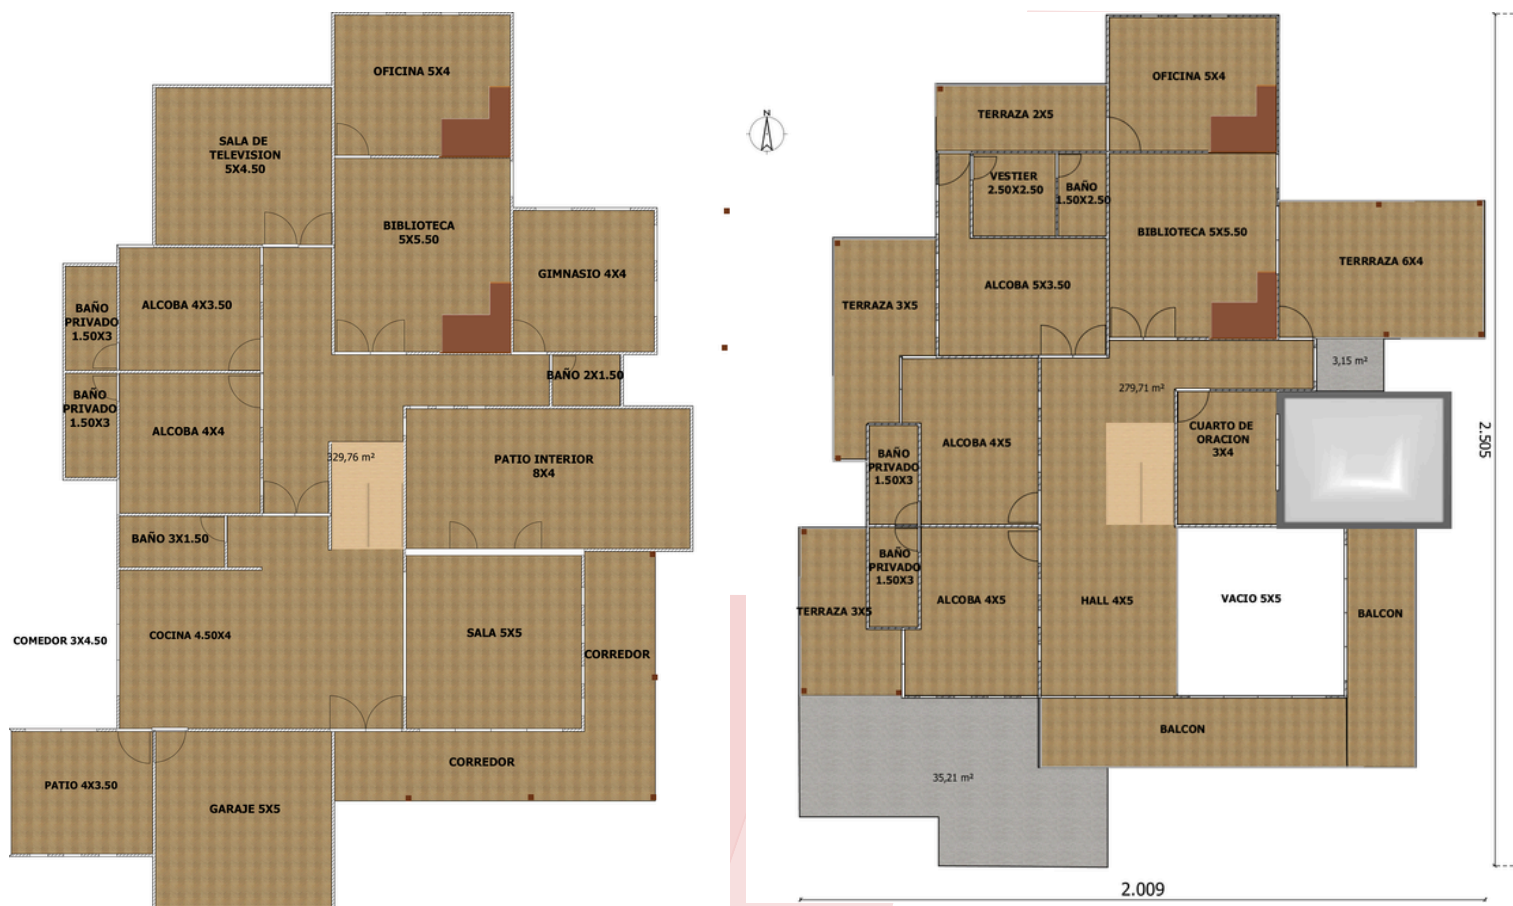 OFICINA 5X4
SALA DE
TELEVISION
5X4.50
BIBLIOTECA
5X5.50
GIMNASIO 4X4
ALCOBA 4X3.50
BAÑO
PRIVADO
1.50X3
BAÑO 2X1.50
BAÑO
PRIVADO
1.50X3
ALCOBA 4X4
329,76 m²
PATIO INTERIOR
8X4
BAÑO 3X1.50
COMEDOR 3X4.50
COCINA 4.50X4
SALA 5X5
CORREDOR
CORREDOR
PATIO 4X3.50
GARAJE 5X5
N
OFICINA 5X4
TERRAZA 2X5
VESTIER
2.50X2.50
BAÑO
1.50X2.50
BIBLIOTECA 5X5.50
TERRRAZA 6X4
ALCOBA 5X3.50
TERRAZA 3X5
3,15 m²
279,71 m²
CUARTO DE
ORACION
3X4
ALCOBA 4X5
BAÑO
PRIVADO
1.50X3
BAÑO
PRIVADO
1.50X3
TERRAZA 3X5
ALCOBA 4X5
HALL 4X5
VACIO 5X5
BALCON
BALCON
35,21 m²
2.505
2.009